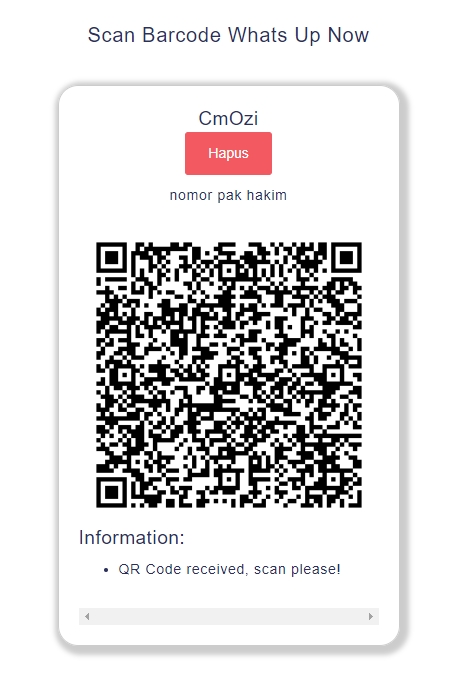 Scan Barcode Whats Up Now
CmOzi
Hapus
nomor pak hakim
Information:
QR Code received, scan please!